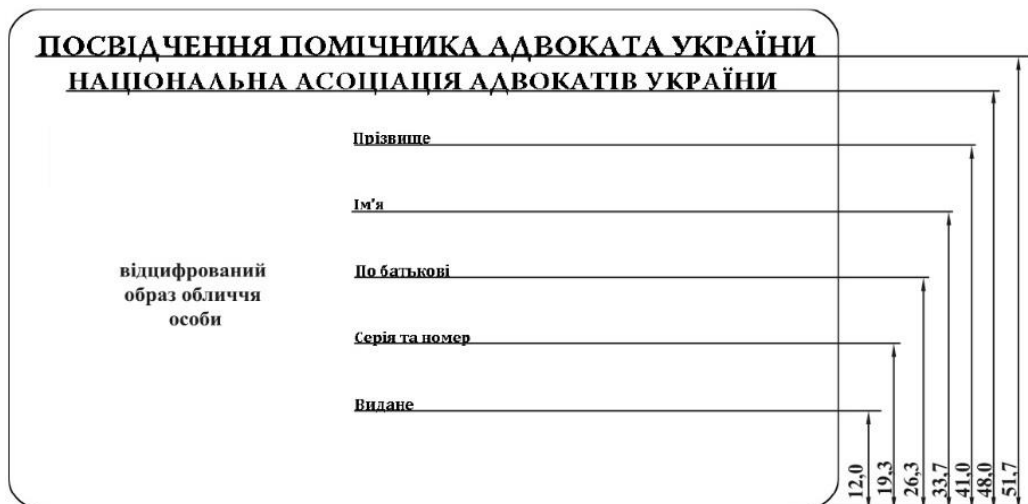 ПОСВІДЧЕННЯ ПОМІЧНИКА АДВОКАТА УКРАЇНИ
НАЦІОНАЛЬНА АСОЦІАЦІЯ АДВОКАТІВ УКРАЇНИ
Прізвище
Ім'я
відцифрований
образ обличчя
особи
По батькові
Серія та номер
Видане
12,0
19,3
26,3
33,7
41,0
48,0
51,7